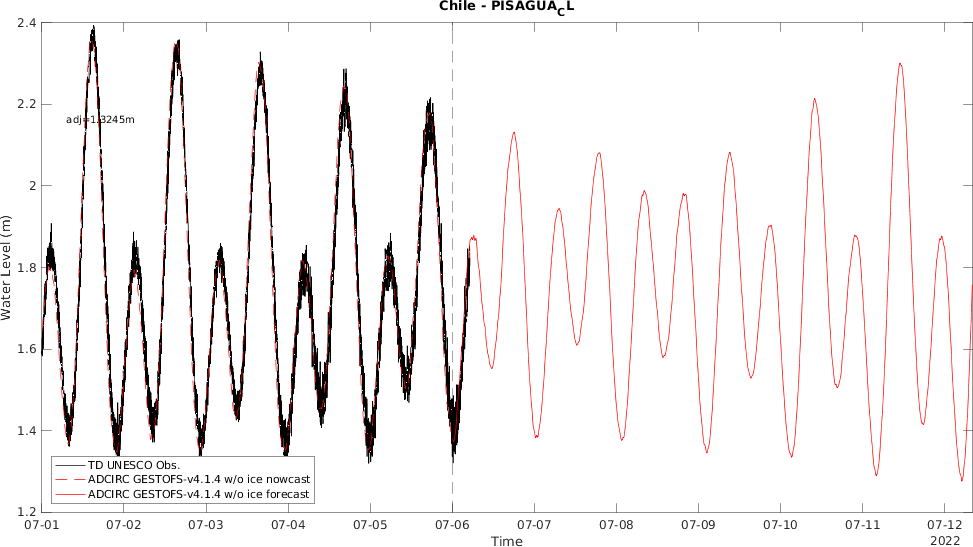 Chile - PISAGUA_CL
2.4
2.2
2
1.8
1.6
1.4
1.2
Water Level (m)
adj=1.3245m
TD UNESCO Obs.
ADCIRC GESTOFS-v4.1.4 w/o ice nowcast
ADCIRC GESTOFS-v4.1.4 w/o ice forecast
07-01 07-02 07-03 07-04 07-05 07-06 07-07 07-08 07-09 07-10 07-11 07-12
Time
2022